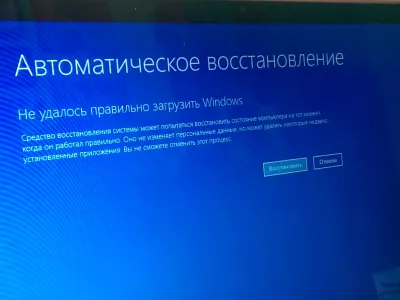 Автоматическое восстановление
Не удалось правильно загрузить Windows
Средство восстановления системы может попытаться восстановить состояние компьютера на тот момент,
когда он работал правильно. Оно не изменяет персональные данные, но может удалить некоторые недавно
установленные приложения. Вы не сможете отменить этот процесс.
Восстановить
Отмена